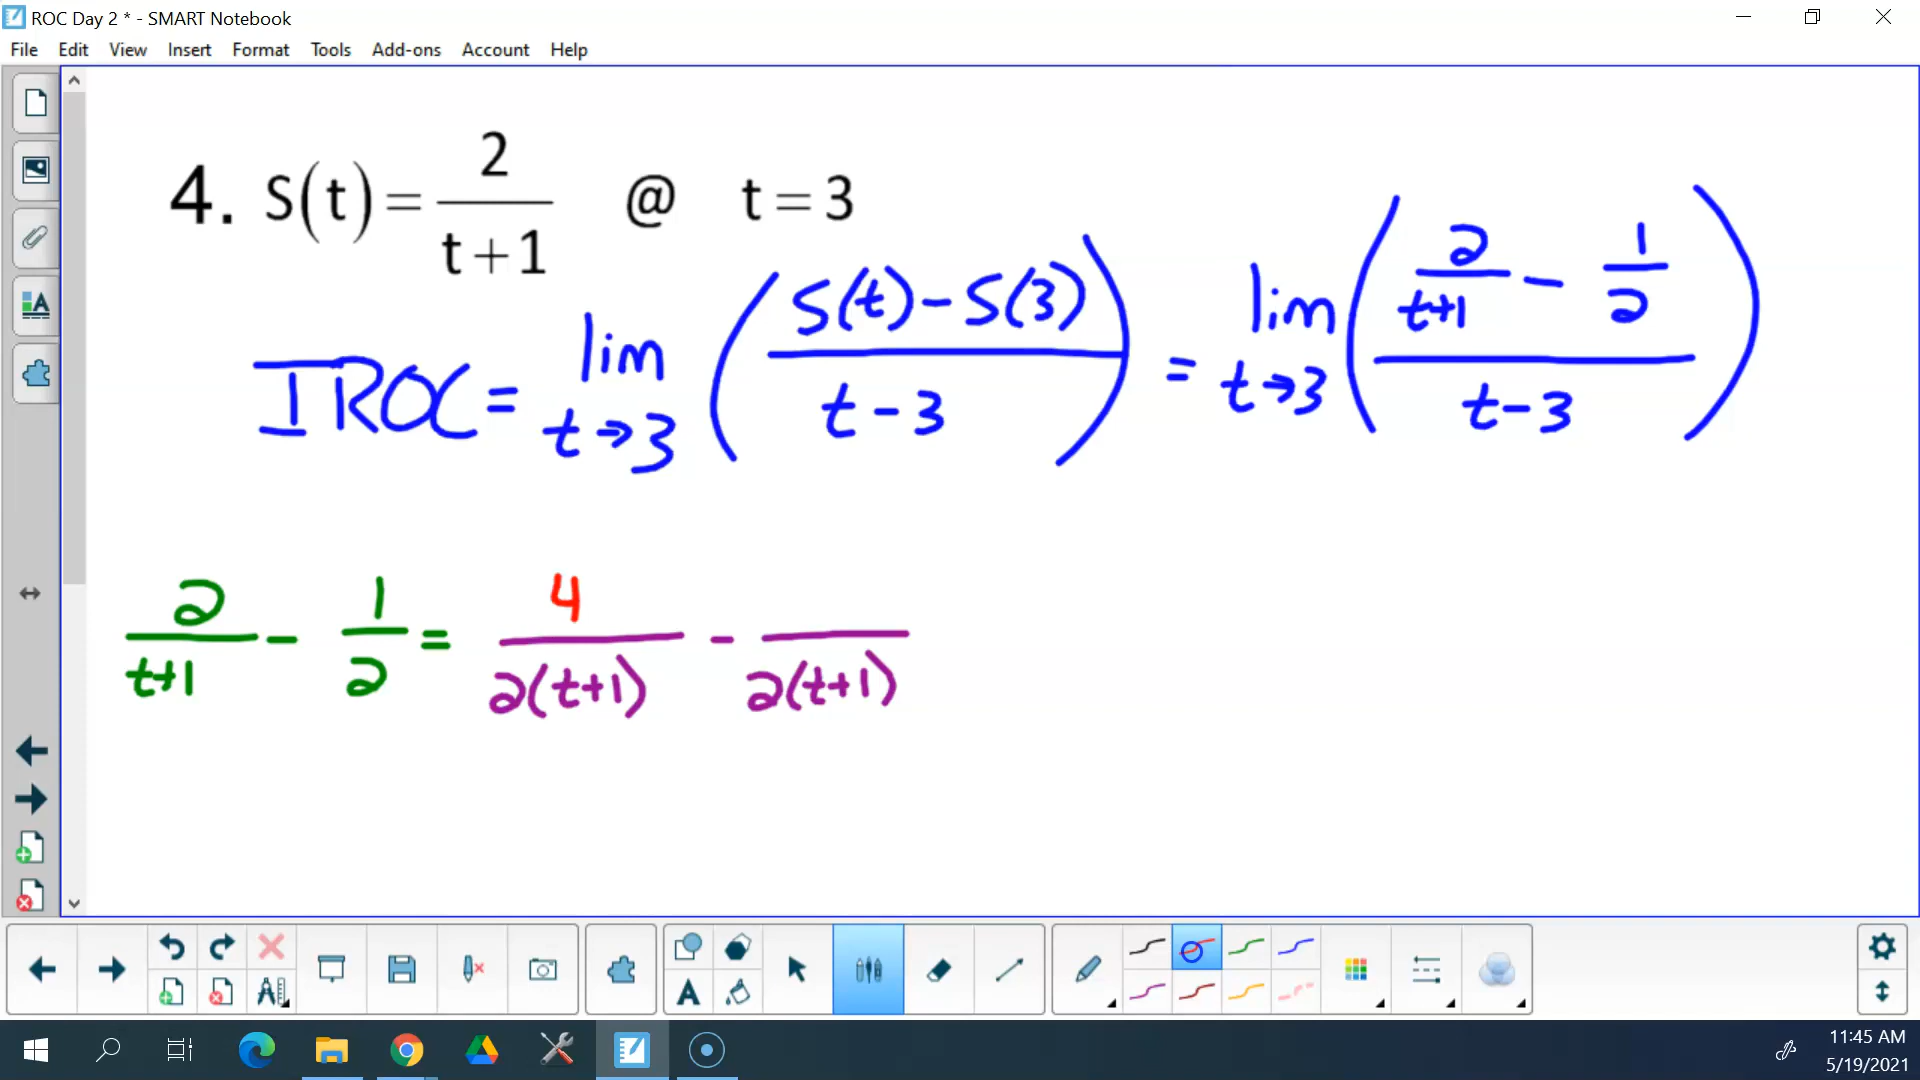 ROC Day 2 * - SMART Notebook
File Edit View Insert Format Tools Add-ons Account Help
4. S(t) = 2/(t+1) @ t = 3
IROC = lim t→3 ( (S(t) - S(3))/(t - 3) ) = lim t→3 ( (2/(t+1) - 1/2)/(t - 3) )
2/(t+1) - 1/2 = 4/(2(t+1)) - /(2(t+1))
11:45 AM
5/19/2021